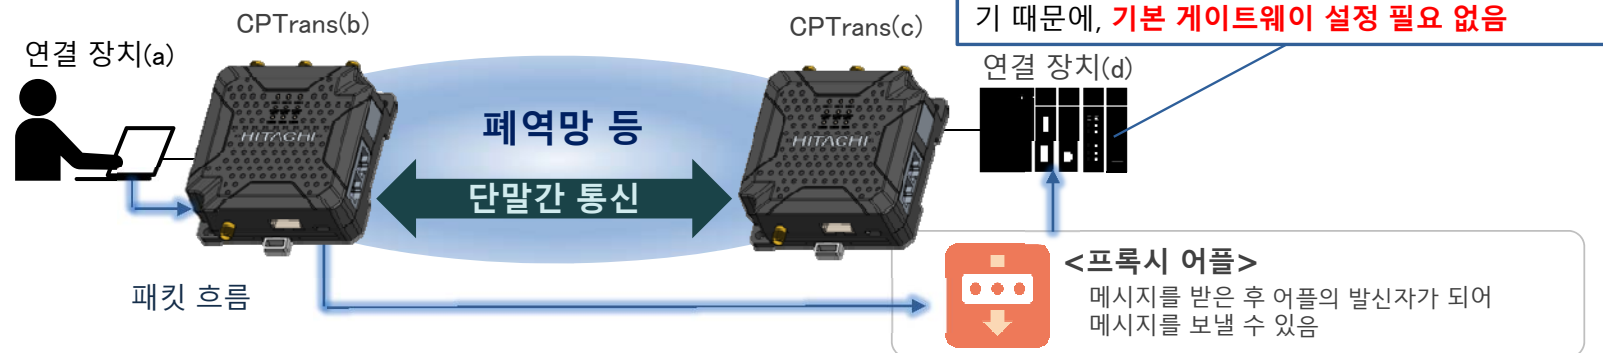 기 때문에, 기본 게이트웨이 설정 필요 없음
CPTrans(b)
CPTrans(c)
연결 장치(a)
연결 장치(d)
HITACHI
HITACHI
폐역망 등
단말간 통신
패킷 흐름
<프록시 어플>
메시지를 받은 후 어플의 발신자가 되어
메시지를 보낼 수 있음